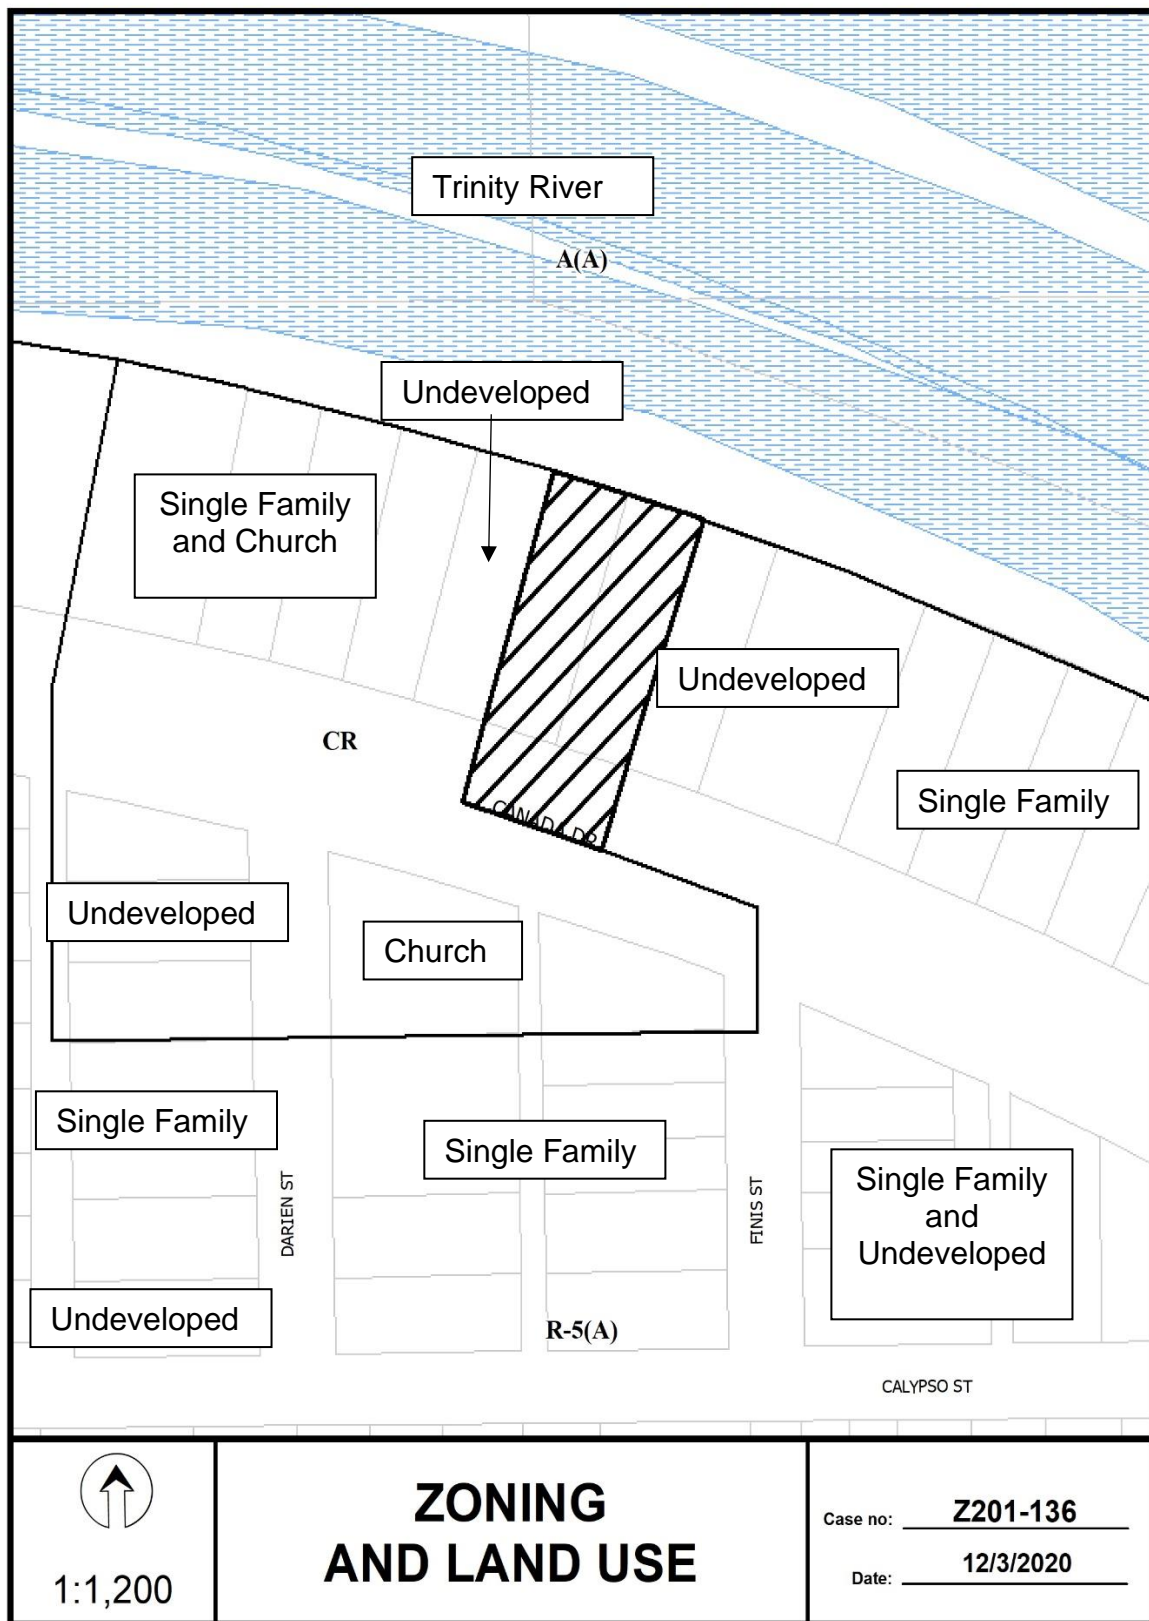 Trinity River
A(A)
Undeveloped
Single Family
and Church
Undeveloped
CR
Single Family
CANADA DR
Undeveloped
Church
Single Family
Single Family
Single Family
and
Undeveloped
DARIEN ST
FINIS ST
Undeveloped
R-5(A)
CALYPSO ST
1:1,200
ZONING
AND LAND USE
Case no: Z201-136
Date: 12/3/2020